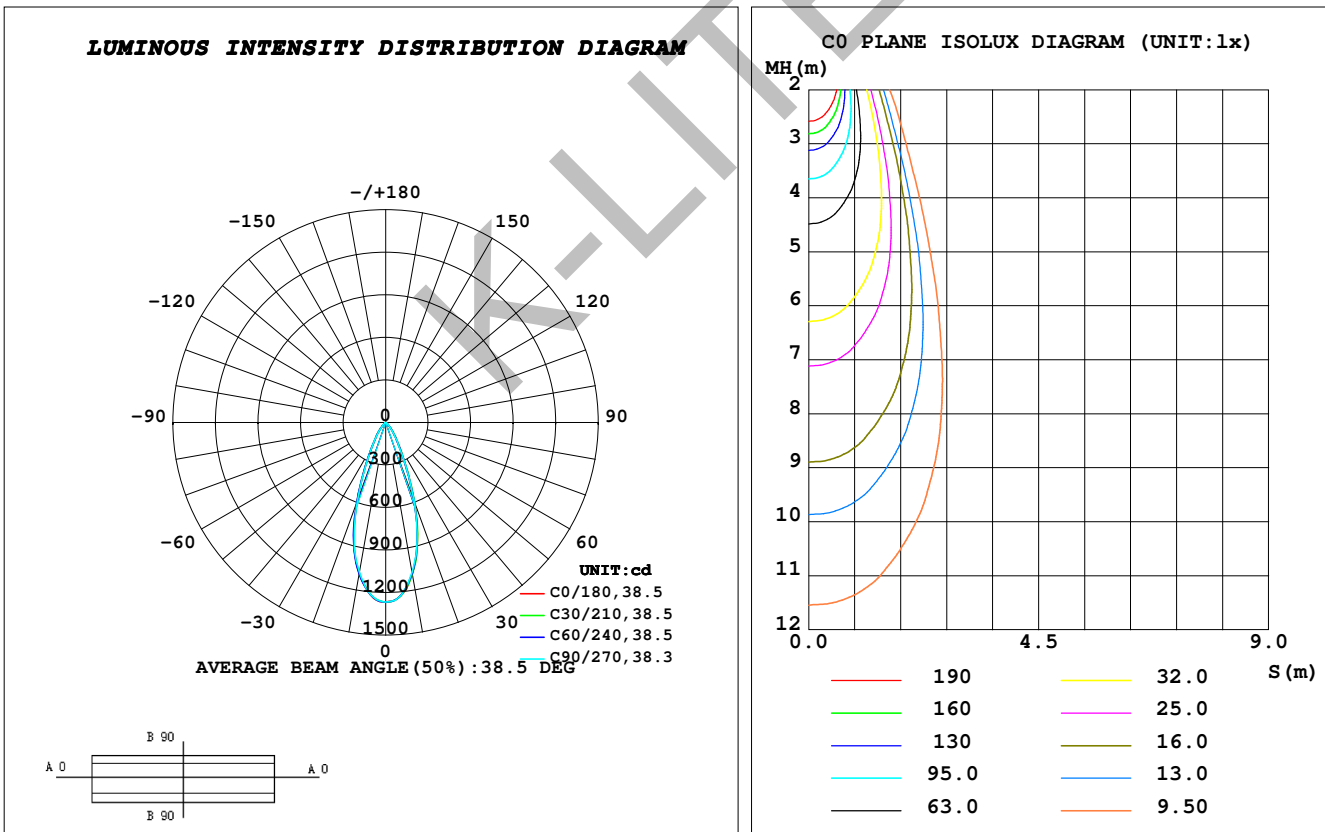 LUMINOUS INTENSITY DISTRIBUTION DIAGRAM
-/+180
-150
150
-120
120
-90
90
-60
60
-30
30
0
300
600
900
1200
1500
0
UNIT:cd
C0/180,38.5
C30/210,38.5
C60/240,38.5
C90/270,38.3
AVERAGE BEAM ANGLE(50%):38.5 DEG
B 90
A 0
A 0
B 90
C0 PLANE ISOLUX DIAGRAM (UNIT:lx)
MH(m)
2
3
4
5
6
7
8
9
10
11
12
0.0
4.5
9.0
S(m)
190
32.0
160
25.0
130
16.0
95.0
13.0
63.0
9.50
K-LITE